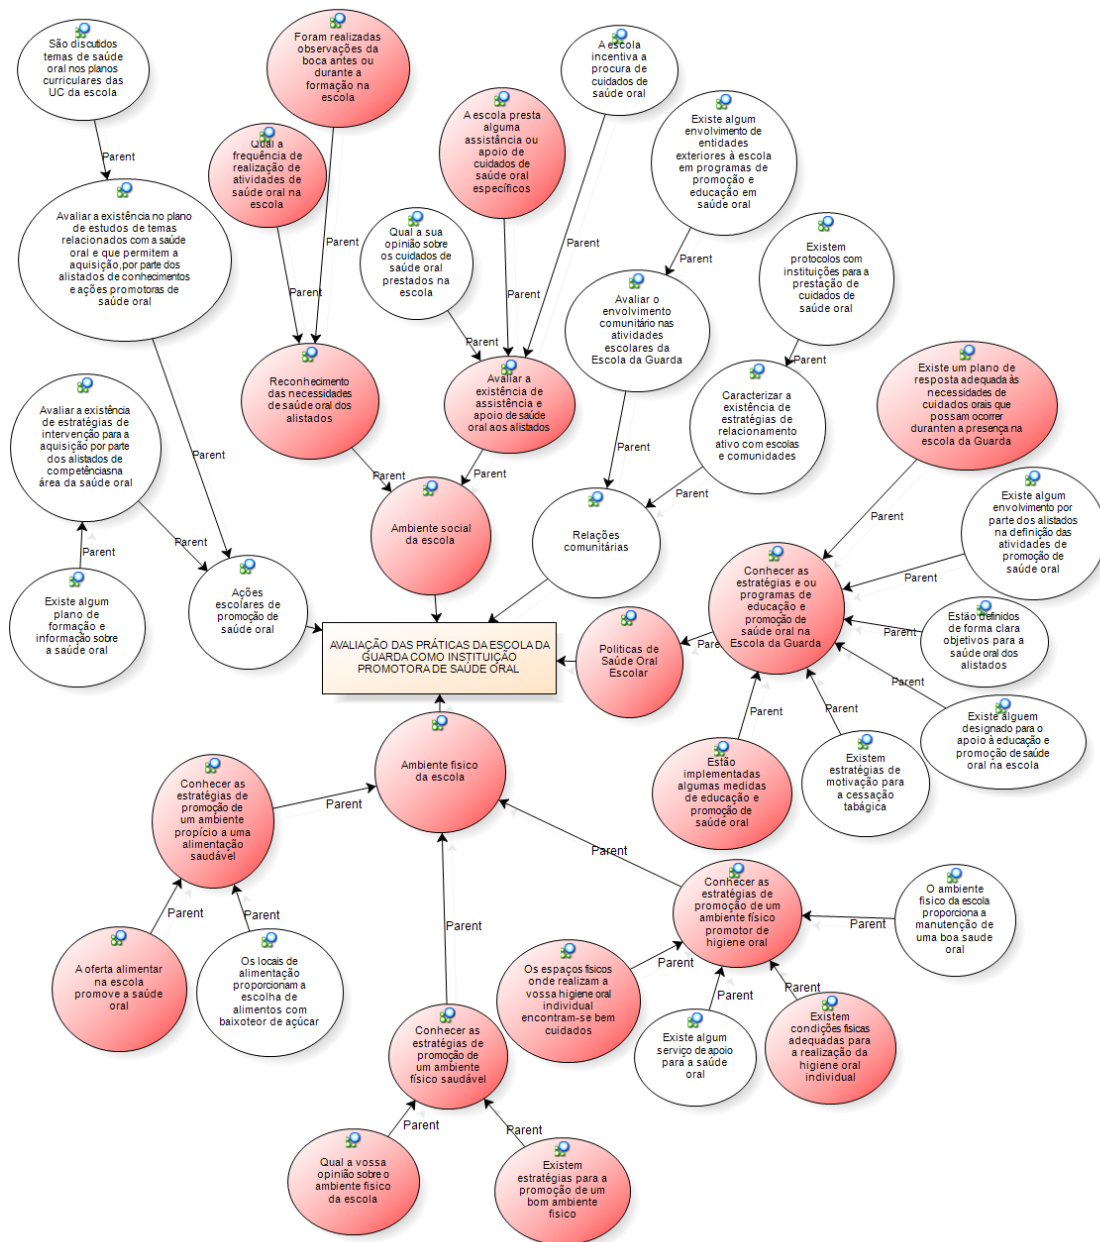 São discutidos
temas de saúde
oral nos planos
curriculares das
UC da escola
Foram realizadas
observações da
boca antes ou
durante a
formação na
escola
A escola
incentiva a
procura de
cuidados de
saúde oral
Qual a
frequência de
realização de
atividades de
saúde oral na
escola
A escola presta
alguma
assistência ou
apoio de
cuidados de
saúde oral
específicos
Existe algum
envolvimento de
entidades
exteriores à
escola em
programas de
promoção e
educação em
saúde oral
Parent
Parent
Parent
Parent
Parent
Avaliar a existência no plano
de estudos de temas
relacionados com a saúde
oral e que permitem a
aquisição, por parte dos
alistados de conhecimentos
e ações promotoras de
saúde oral
Qual a sua
opinião sobre
os cuidados de
saúde oral
prestados na
escola
Parent
Existem
protocolos com
instituições para a
prestação de
cuidados de
saúde oral
Avaliar o
envolvimento
comunitário nas
atividades
escolares da
Escola da Guarda
Parent
Parent
Reconhecimento
das necessidades
de saúde oral dos
alistados
Avaliar a
existência de
assistência e
apoio de saúde
oral aos alistados
Caracterizar a
existência de
estratégias de
relacionamento
ativo com escolas
e comunidades
Existe um plano de
resposta adequada às
necessidades de
cuidados orais que
possam ocorrer
duranten a presença na
escola da Guarda
Avaliar a existência
de estratégias de
intervenção para a
aquisição por parte
dos alistados de
competênciasna
área da saúde oral
Parent
Parent
Parent
Parent
Parent
Ambiente social
da escola
Relações
comunitárias
Existe algum
envolvimento por
parte dos alistados
na definição das
atividades de
promoção de
saúde oral
Parent
Parent
Parent
Parent
Existe algum
plano de
formação e
informação sobre
a saúde oral
Ações
escolares de
promoção de
saúde oral
Conhecer as
estratégias e ou
programas de
educação e
promoção de
saúde oral na
Escola da Guarda
Estão definidos
de forma clara
objetivos para a
saúde oral dos
alistados
Parent
Parent
AVALIAÇÃO DAS PRÁTICAS DA ESCOLA DA
GUARDA COMO INSTITUIÇÃO
PROMOTORA DE SAÚDE ORAL
Politicas de
Saúde Oral
Escolar
Parent
Parent
Parent
Parent
Existe alguem
designado para o
apoio à educação e
promoção de saúde
oral na escola
Ambiente fisico
da escola
Estão
implementadas
algumas medidas
de educação e
promoção de
saúde oral
Existem
estratégias de
motivação para
a cessação
tabágica
Conhecer as
estratégias de
promoção de
um ambiente
propício a uma
alimentação
saudável
Parent
Parent
Parent
Parent
Parent
Conhecer as
estratégias de
promoção de um
ambiente físico
promotor de
higiene oral
O ambiente
fisico da escola
proporciona a
manutenção de
uma boa saude oral
Parent
A oferta alimentar
na escola
promove a saúde
oral
Os locais de
alimentação
proporcionam a
escolha de
alimentos com
baixoteor de açúcar
Os espaços fisicos
onde realizam a
vossa higiene oral
individual
encontram-se bem
cuidados
Parent
Parent
Parent
Conhecer as
estratégias de
promoção de
um ambiente
físico saudável
Existe algum
serviço de apoio
para a saúde
oral
Existem
condições fisicas
adequadas para
a realização da
higiene oral
individual
Parent
Parent
Qual a vossa
opinião sobre o
ambiente fisico
da escola
Existem
estratégias para a
promoção de um
bom ambiente
fisico